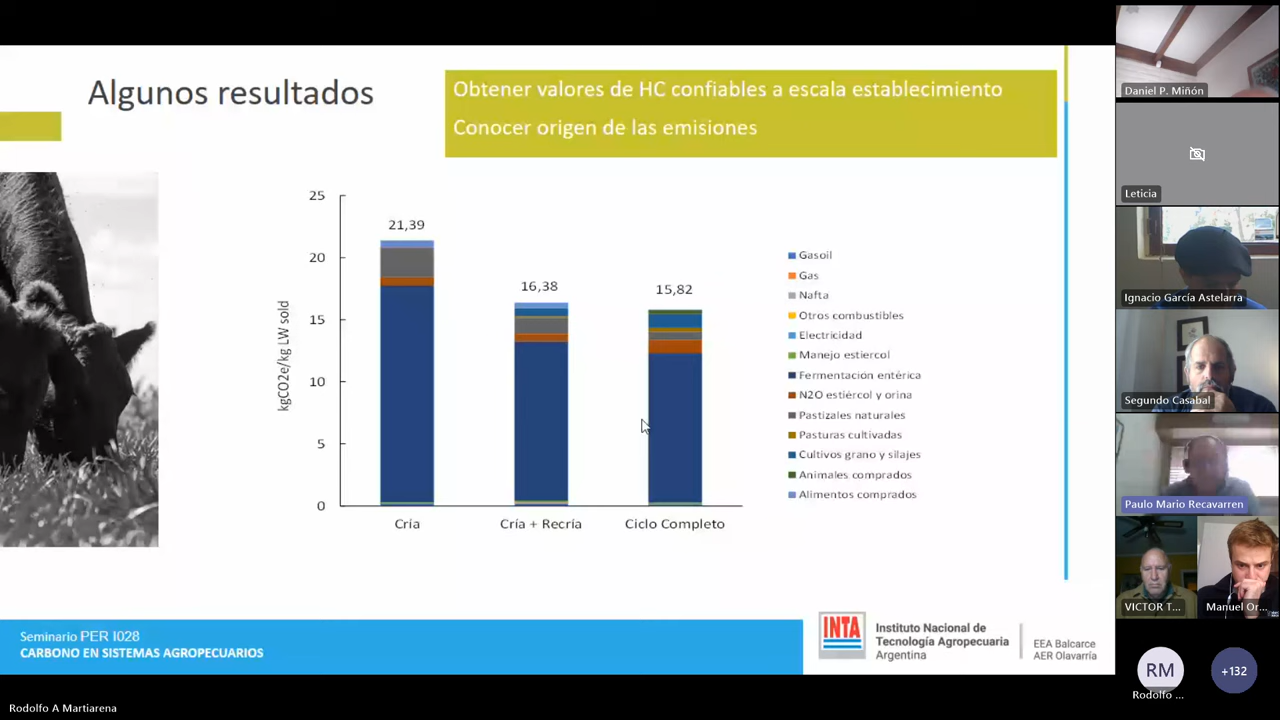 Algunos resultados
Obtener valores de HC confiables a escala establecimiento
Conocer origen de las emisiones
25
20
15
10
5
0
kgCO2e/kg LW sold
21,39
16,38
15,82
Cría
Cría + Recría
Ciclo Completo
Gasoil
Gas
Nafta
Otros combustibles
Electricidad
Manejo estiercol
Fermentación entérica
N2O estiércol y orina
Pastizales naturales
Pasturas cultivadas
Cultivos grano y silajes
Animales comprados
Alimentos comprados
Seminario PER I028
CARBONO EN SISTEMAS AGROPECUARIOS
INTA
Instituto Nacional de
Tecnología Agropecuaria
Argentina
EEA Balcarce
AER Olavarría
Daniel P. Miñón
Leticia
Ignacio García Astelarra
Segundo Casabal
Paulo Mario Recavarren
VICTOR T...
Manuel Or...
RM
Rodolfo ...
+132
Rodolfo A Martiarena